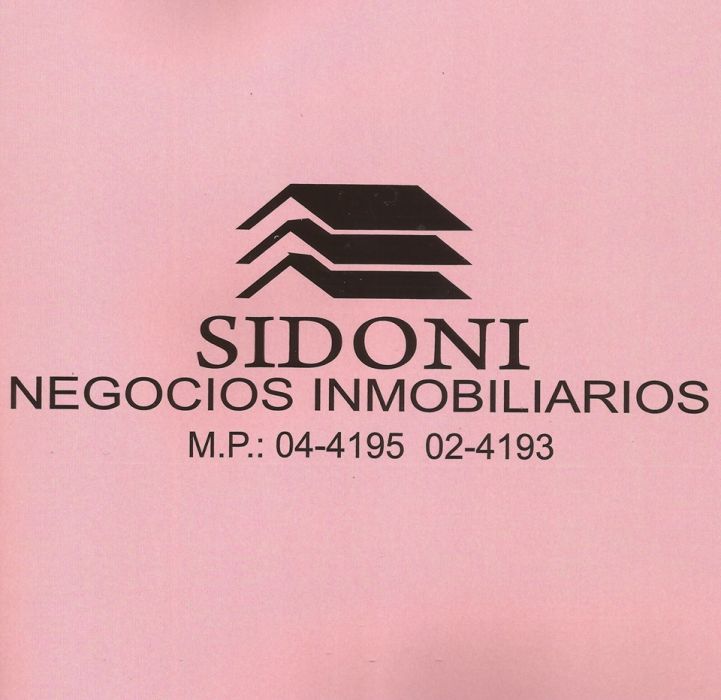 SIDONI
NEGOCIOS INMOBILIARIOS
M.P.: 04-4195 02-4193